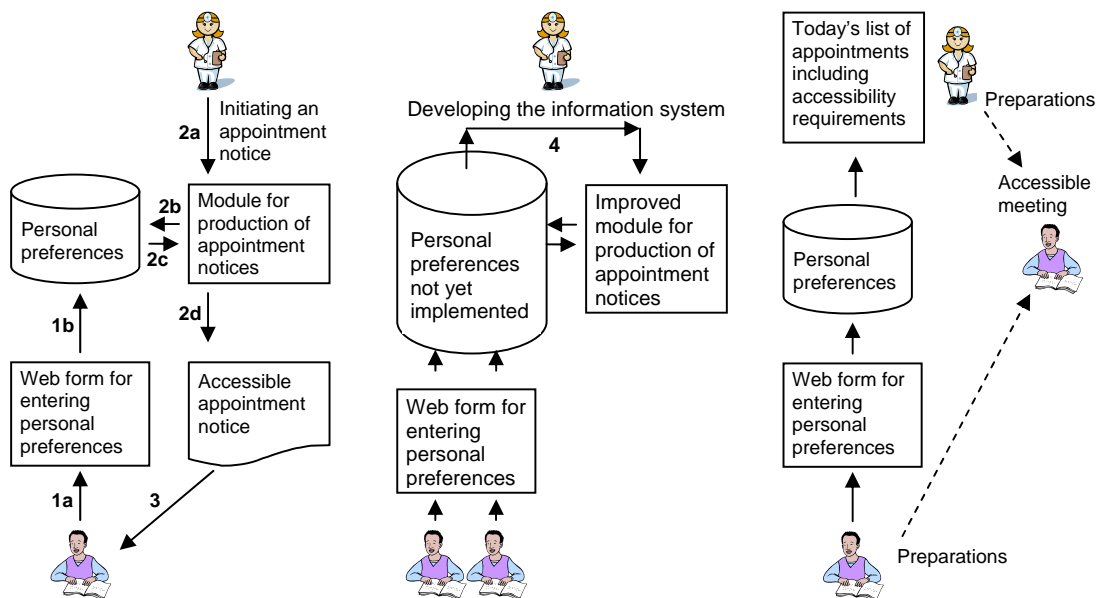 Initiating an
appointment
notice
2a
2b
2c
Personal
preferences
Module for
production of
appointment
notices
1b
2d
Web form for
entering
personal
preferences
Accessible
appointment
notice
1a
3
Developing the information system
4
Personal
preferences
not yet
implemented
Improved
module for
production of
appointment
notices
Web form for
entering
personal
preferences
Today’s list of
appointments
including
accessibility
requirements
Preparations
Accessible
meeting
Personal
preferences
Web form for
entering
personal
preferences
Preparations